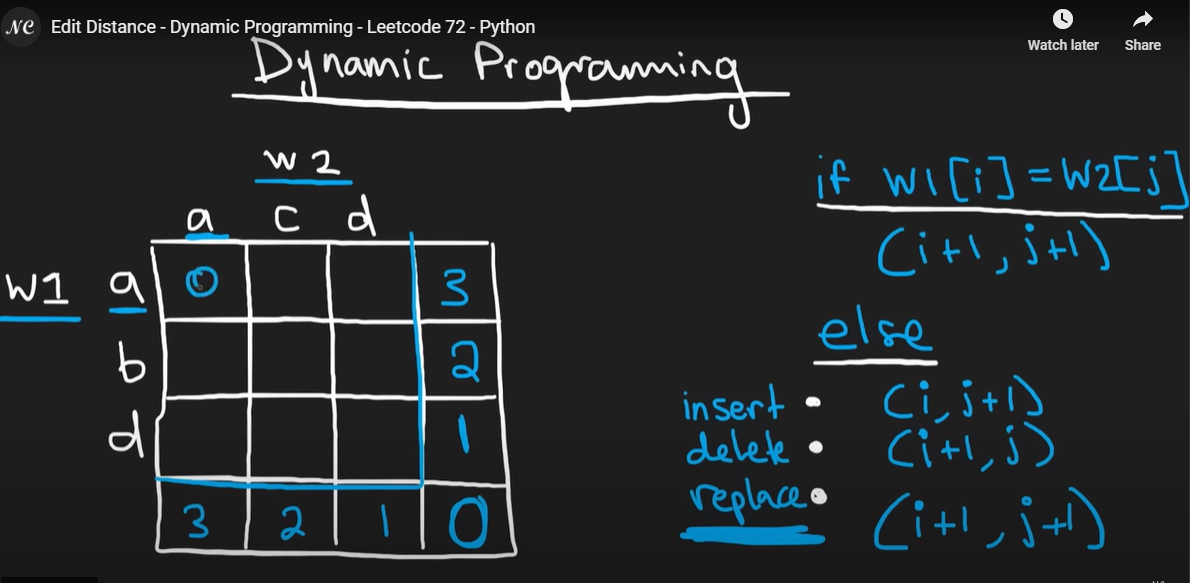 NC Edit Distance - Dynamic Programming - Leetcode 72 - Python
Watch later Share
Dynamic Programming
w2
a c d
W1 a 0 3
b 2
d 1
3 2 1 0
if W1[i]=W2[j]
(i+1, j+1)
else
insert • (i, j+1)
delete • (i+1, j)
replace • (i+1, j+1)